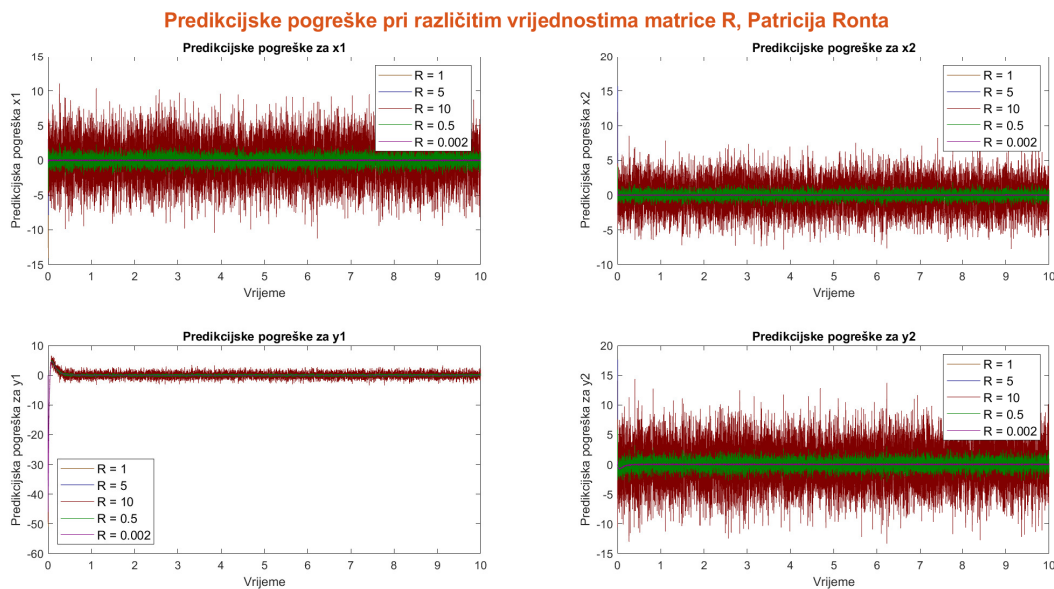 Predikcijske pogreške pri različitim vrijednostima matrice R, Patricija Ronta
Predikcijske pogreške za x1
Predikcijska pogreška x1
15
10
5
0
-5
-10
-15
0 1 2 3 4 5 6 7 8 9 10
Vrijeme
R = 1
R = 5
R = 10
R = 0.5
R = 0.002
Predikcijske pogreške za x2
Predikcijska pogreška x2
20
15
10
5
0
-5
-10
0 1 2 3 4 5 6 7 8 9 10
Vrijeme
R = 1
R = 5
R = 10
R = 0.5
R = 0.002
Predikcijske pogreške za y1
Predikcijska pogreška za y1
10
0
-10
-20
-30
-40
-50
-60
0 1 2 3 4 5 6 7 8 9 10
Vrijeme
R = 1
R = 5
R = 10
R = 0.5
R = 0.002
Predikcijske pogreške za y2
Predikcijska pogreška za y2
20
15
10
5
0
-5
-10
-15
0 1 2 3 4 5 6 7 8 9 10
Vrijeme
R = 1
R = 5
R = 10
R = 0.5
R = 0.002